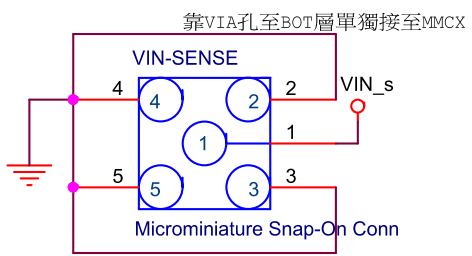 靠VIA孔至BOT層單獨接至MMCX
VIN-SENSE
VIN_s
4
2
4
2
1
1
5
3
5
3
Microminiature Snap-On Conn